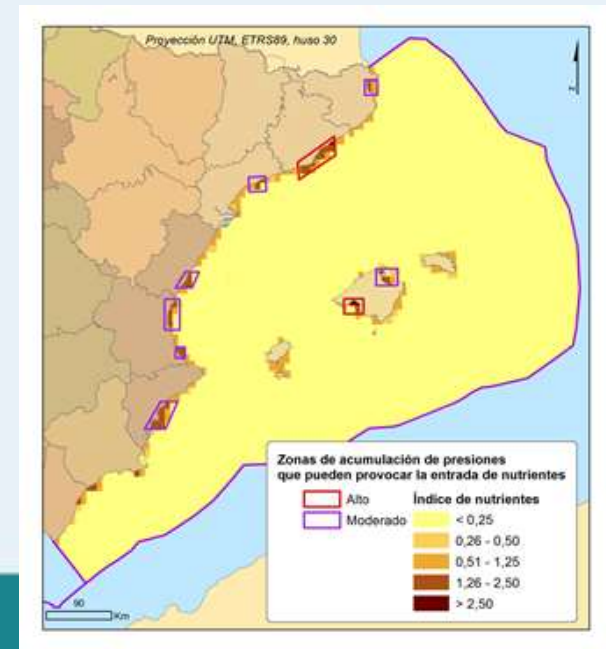 Proyección UTM, ETRS89, huso 30
Zonas de acumulación de presiones
que pueden provocar la entrada de nutrientes
Alto
Moderado
Índice de nutrientes
< 0,25
0,26 - 0,50
0,51 - 1,25
1,26 - 2,50
> 2,50
90
Km